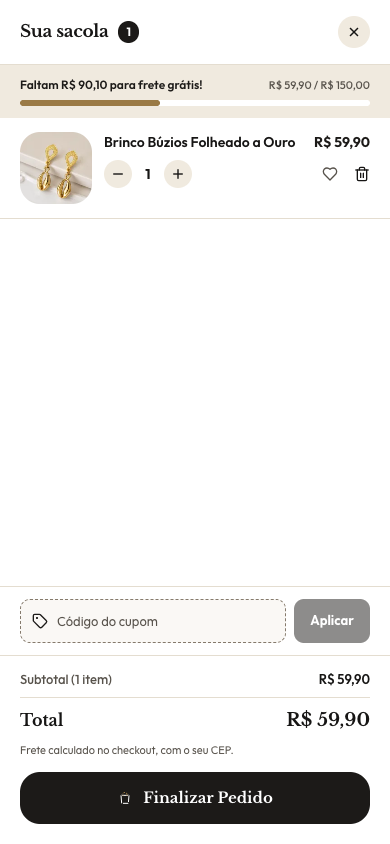 Sua sacola 1
Faltam R$ 90,10 para frete grátis! R$ 59,90 / R$ 150,00
Brinco Búzios Folheado a Ouro R$ 59,90
1
Código do cupom Aplicar
Subtotal (1 item) R$ 59,90
Total R$ 59,90
Frete calculado no checkout, com o seu CEP.
Finalizar Pedido